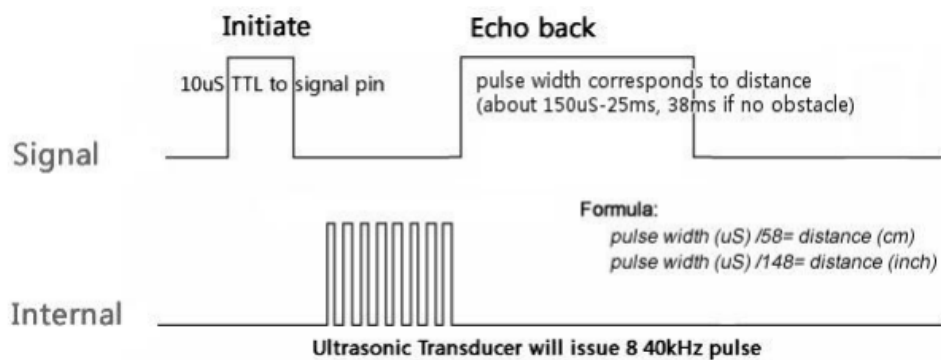 Initiate
Echo back
10uS TTL to signal pin
pulse width corresponds to distance
(about 150uS-25ms, 38ms if no obstacle)
Signal
Formula:
pulse width (uS) /58= distance (cm)
pulse width (uS) /148= distance (inch)
Internal
Ultrasonic Transducer will issue 8 40kHz pulse